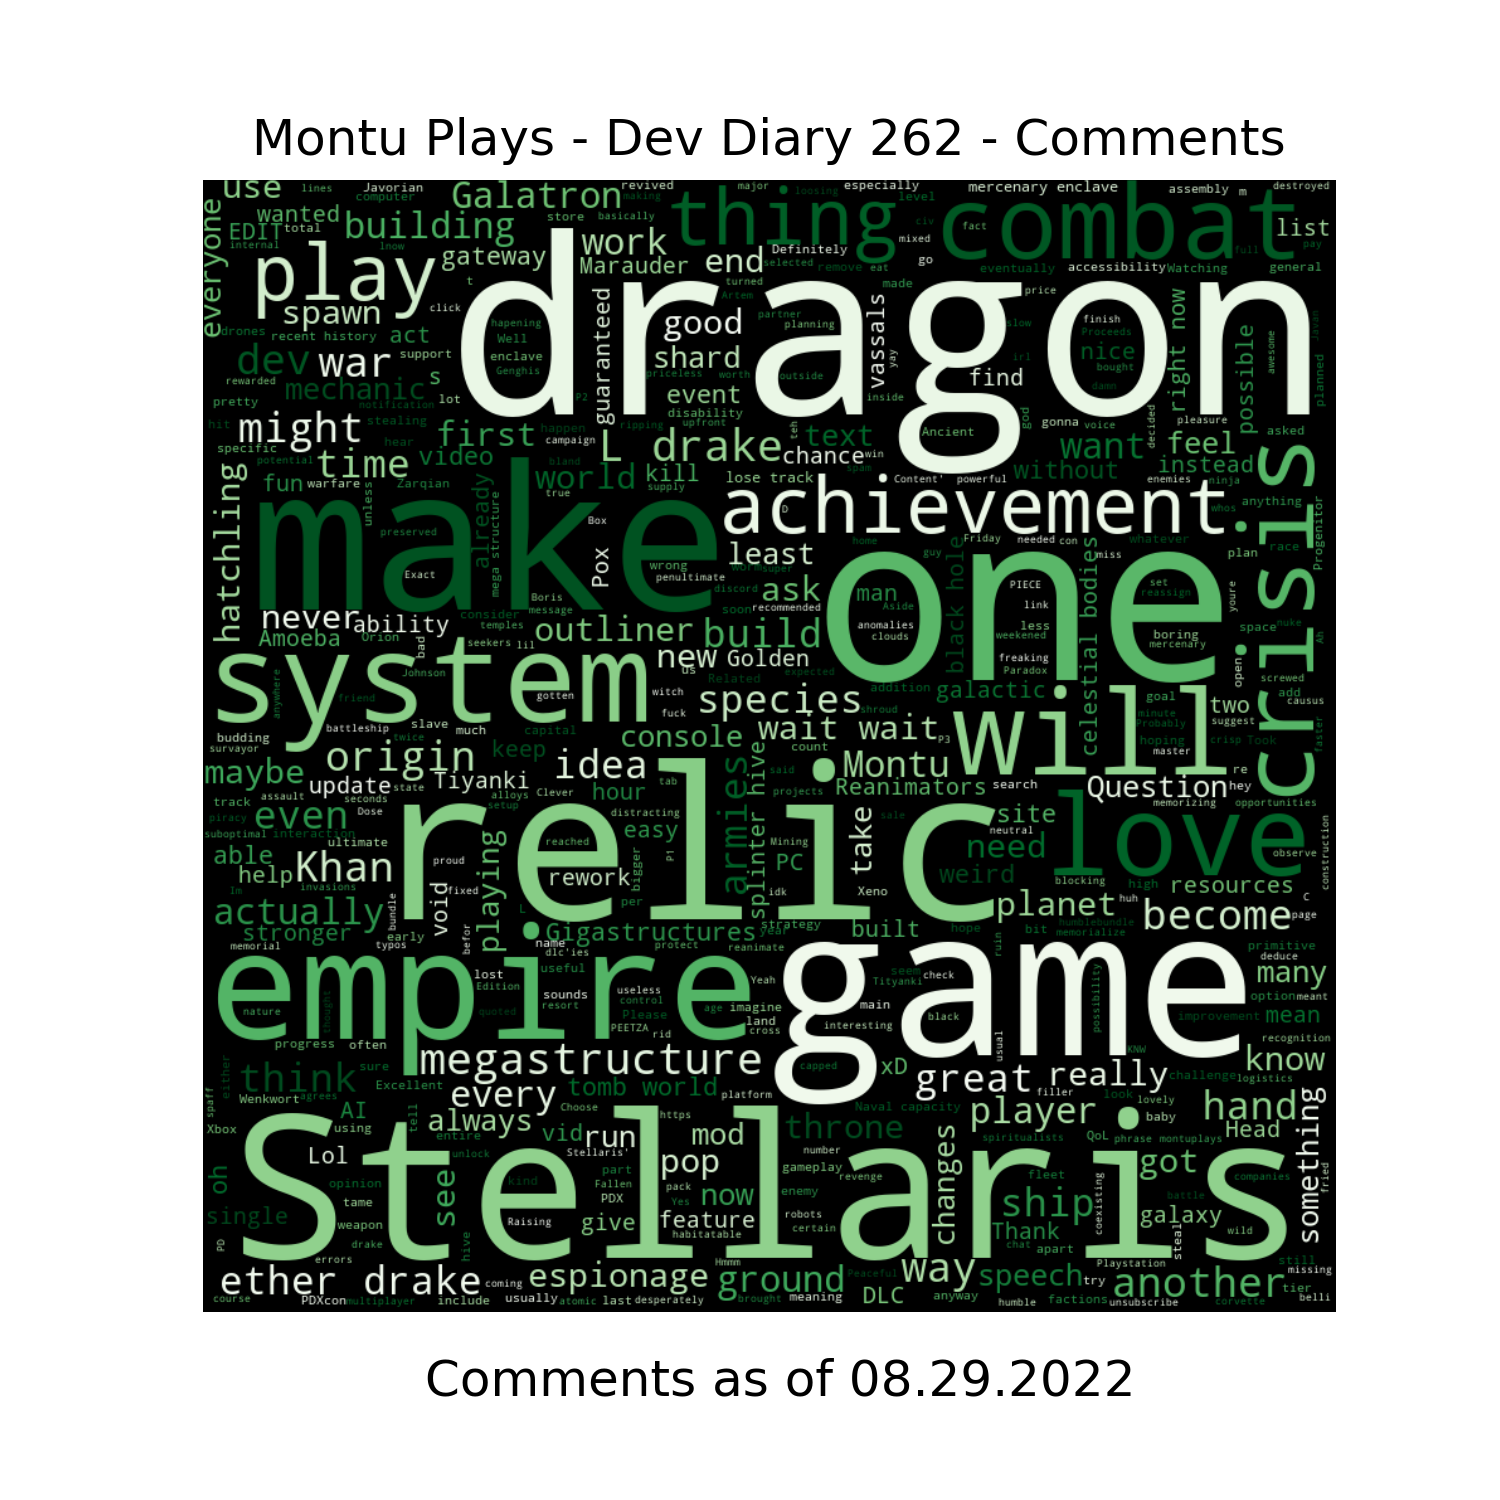 Montu Plays - Dev Diary 262 - Comments
use lines Javorian Galatron revived major loosing especially mercenary enclave assembly m destroyed
computer making level
everyone wanted building store basically thing civ fact combat list
EDIT total work Definitely mixed full pay
internal lnow Marauder end selected remove eat go eventually accessibility Watching general
play gateway t turned made
spawn click dragon Artem price
drones recent history act guaranteed good partner planning vassals slow finish right now possible Javan
hapening Well Proceeds awesome
dev war support enclave shard yay irl nice planned
rewarded mechanic s Genghis priceless worth outside find bought
pretty notification lot P2 event inside damn
hit might stealing campaign happen disability upfront god gonna voice decided pleasure
hear first ripping teh text Ancient want feel asked
specific L drake chance win
potential time video bland spam without instead crisis
hatchling fun warfare Zarqian already world kill lose track Content' powerful enemies ninja
unless true supply D achievement whos anything
mega structure Box
preserved make Pox home black hole Friday needed con whatever Progenitor
least guy celestial bodies miss plan race
Exact wrong worm super one
penultimate discord ask man PIECE set
Boris soon recommended Aside link reassign youre
never ability consider message anomalies less space nuke
temples clouds weekened boring Ah
Amoeba Orion seekers lil outliner build freaking mercenary
bad new Golden Paradox open
system us Related expected screwed
Johnson witch species addition galactic goal two add
anywhere friend gotten shroud will suggest causus
budding battleship slave much capital fuck console wait wait P3 minute
survayor twice count Probably hoping crisp Took faster
origin keep idea splinter hive said Montu master
maybe update state Tiyanki tab projects Reanimators search Question hey re
track assault seconds alloys Clever hour armies memorizing opportunities
piracy even Dose setup distracting relic sale site love
suboptimal interaction easy take neutral construction
able ultimate reached Mining need observe
help Khan proud playing rework P1 PC weird blocking
Im invasions void fixed bigger idk Xeno high resources
actually bundle L per planet huh C
stronger early Gigastructures strategy year built hope bit humblebundle become page
memorial typos befor name protect reanimate ruin memorialize primitive
dlc'ies deduce
empire lost useful Yeah game seem check many
Edition useless Tityanki possibility option meant
nature thought sounds control age imagine main improvement mean
quoted resort Please land black
PEETZA rid cross interesting usual recognition
progress often KNW
either sure megastructure capped xD know
think Excellent great really challenge logistics
spaff Wenkwort agrees every tomb world platform filler look lovely
AI tell always Choose https Naval capacity player baby hand something
Xbox using entire vid run mod throne spiritualists QoL phrase montuplays Head
Lol unlock Stellaris' number
oh Stellaris kind part pop gameplay revenge changes fleet got companies fried
opinion see Fallen pack
tame PDX Yes now enemy ship coexisting battle
single weapon Raising give feature robots Thank galaxy wild
PD drake hive habitatable certain chat apart steal still
errors Hmmm Playstation missing
ether drake coming espionage ground Peaceful way speech try another tier
course PDXcon multiplayer include usually atomic last desperately brought meaning DLC anyway humble factions unsubscribe corvette belli
Comments as of 08.29.2022